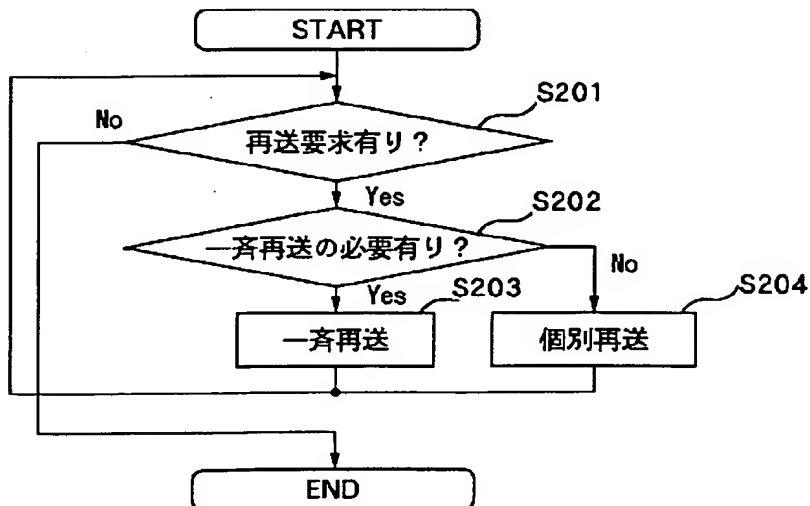 START
S201
No
再送要求有り？
Yes
S202
一斉再送の必要有り？
No
Yes
S203
S204
一斉再送
個別再送
END